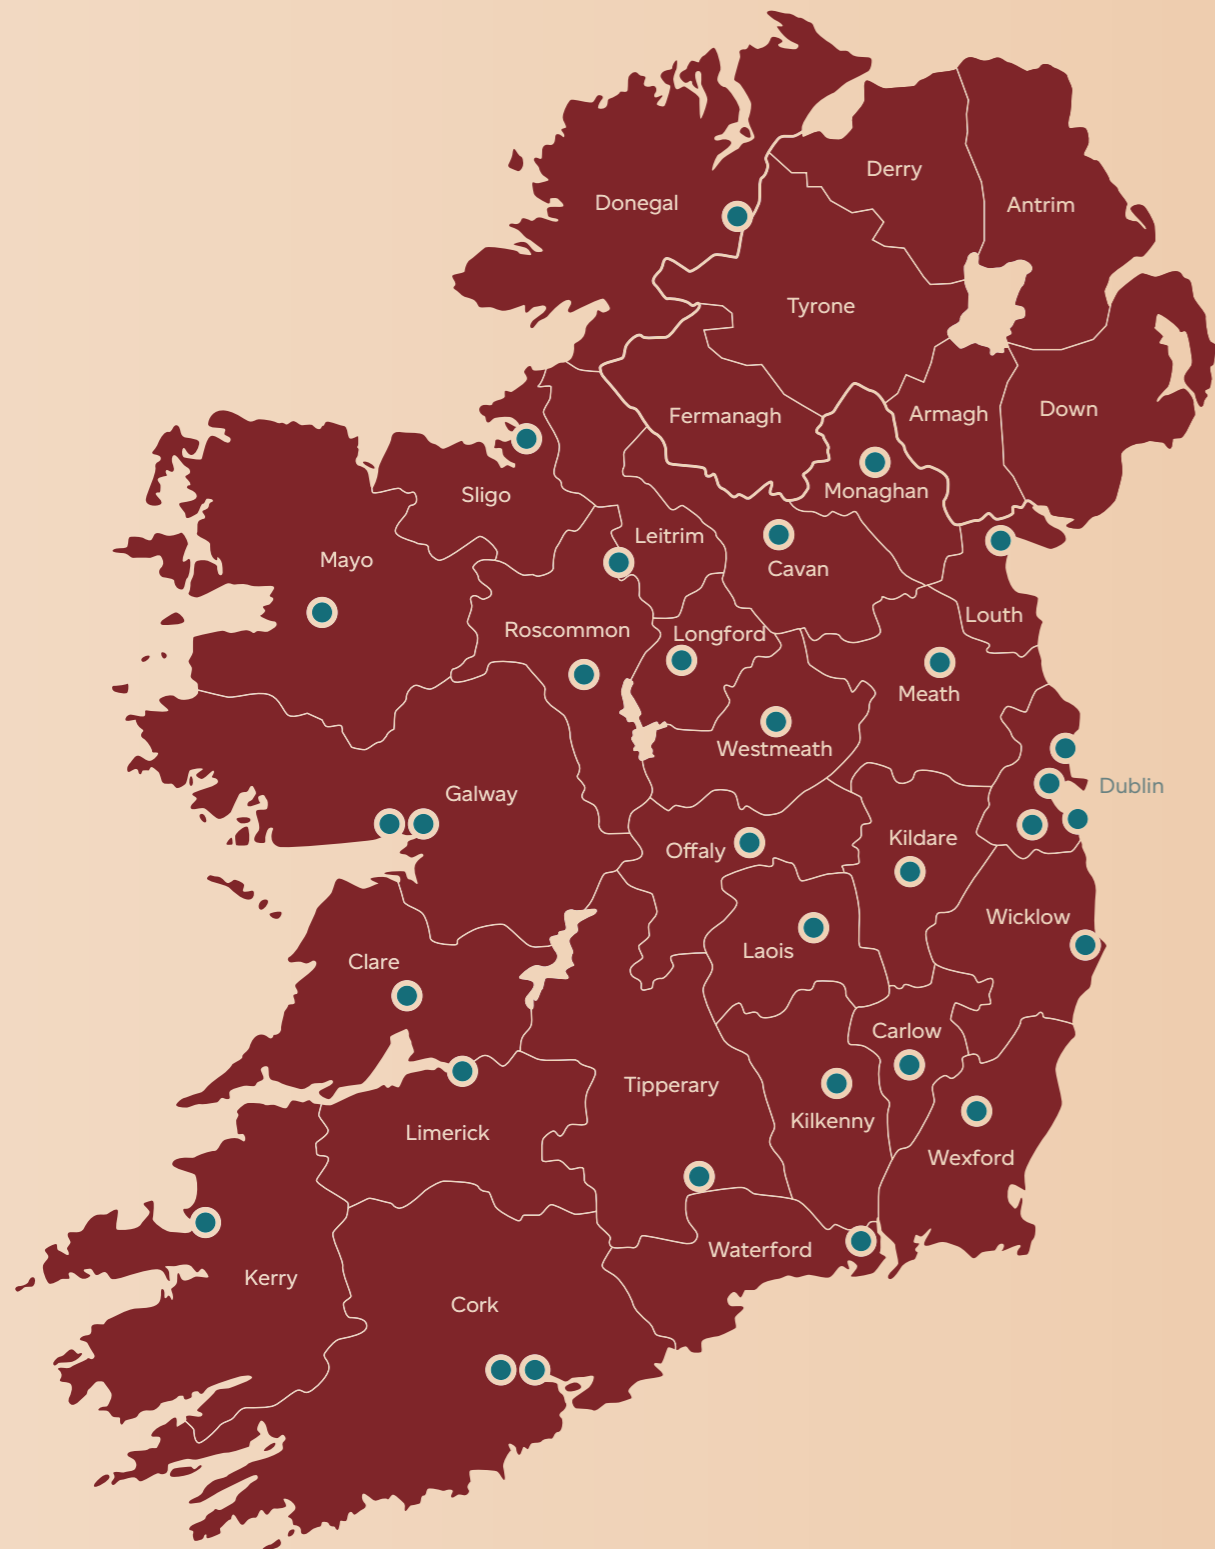 Derry
Donegal
Antrim
Tyrone
Fermanagh
Armagh
Down
Monaghan
Sligo
Leitrim
Mayo
Cavan
Louth
Roscommon
Longford
Meath
Westmeath
Dublin
Galway
Kildare
Offaly
Wicklow
Laois
Clare
Carlow
Tipperary
Kilkenny
Limerick
Wexford
Waterford
Kerry
Cork